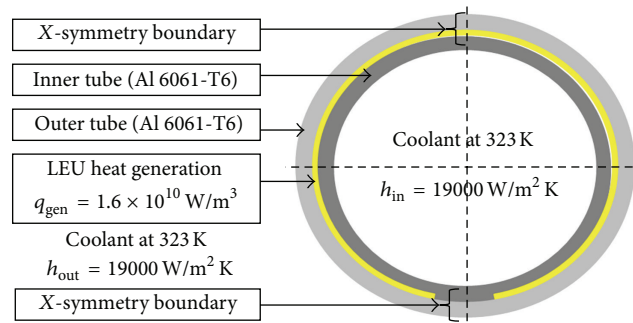 X-symmetry boundary
Inner tube (Al 6061-T6)
Outer tube (Al 6061-T6)
LEU heat generation
q_gen = 1.6 × 10^10 W/m^3
Coolant at 323 K
h_out = 19000 W/m^2 K
X-symmetry boundary
Coolant at 323 K
h_in = 19000 W/m^2 K